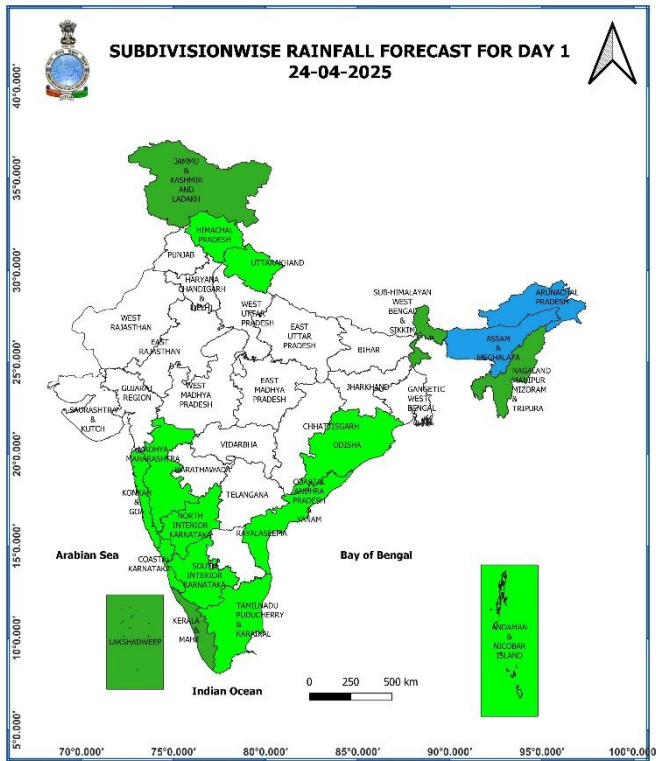 SUBDIVISIONWISE RAINFALL FORECAST FOR DAY 1
24-04-2025
40°0.000'
35°0.000'
30°0.000'
25°0.000'
20°0.000'
15°0.000'
10°0.000'
5°0.000'
JAMMU
&
KASHMIR
AND
LADAKH
HIMACHAL
PRADESH
PUNJAB
UTTARAKHAND
HARYANA
CHANDIGARH
&
DELHI
WEST
UTTAR
PRADESH
SUB-HIMALAYAN
WEST
BENGAL
&
SIKKIM
ARUNACHAL
PRADESH
WEST
RAJASTHAN
EAST
RAJASTHAN
EAST
UTTAR
PRADESH
BIHAR
ASSAM
&
MEGHALAYA
NAGALAND
MANIPUR
MIZORAM
&
TRIPURA
GUJARAT
REGION
WEST
MADHYA
PRADESH
EAST
MADHYA
PRADESH
JHARKHAND
GANGETIC
WEST
BENGAL
SAURASHTRA
&
KUTCH
CHHATTISGARH
ODISHA
MADHYA
MAHARASHTRA
VIDARBHA
MARATHAWADA
TELANGANA
COASTAL
ANDHRA
PRADESH
&
YANAM
KONKAN
&
GOA
NORTH
INTERIOR
KARNATAKA
RAYALASEEMA
Arabian Sea
Bay of Bengal
COASTAL
KARNATAKA
SOUTH
INTERIOR
KARNATAKA
TAMILNADU
PUDUCHERRY
&
KARAIKAL
KERALA
&
MAHE
LAKSHADWEEP
ANDAMAN
&
NICOBAR
ISLAND
Indian Ocean
0 250 500 km
70°0.000' 75°0.000' 80°0.000' 85°0.000' 90°0.000' 95°0.000' 100°0.000'